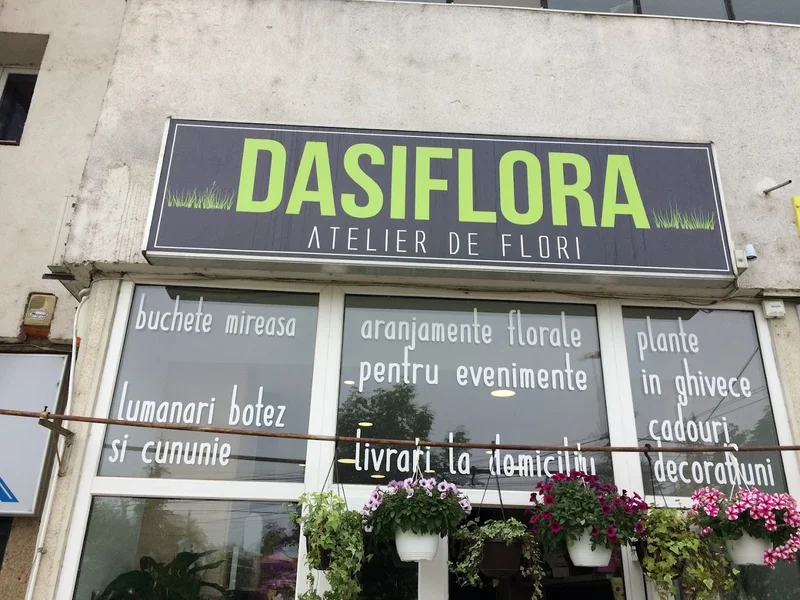 DASIFLORA
ATELIER DE FLORI
buchete mireasa
lumanari botez
si cununie
aranjamente florale
pentru evenimente
livrari la domiciliu
plante
in ghivece
cadouri
decoratiuni